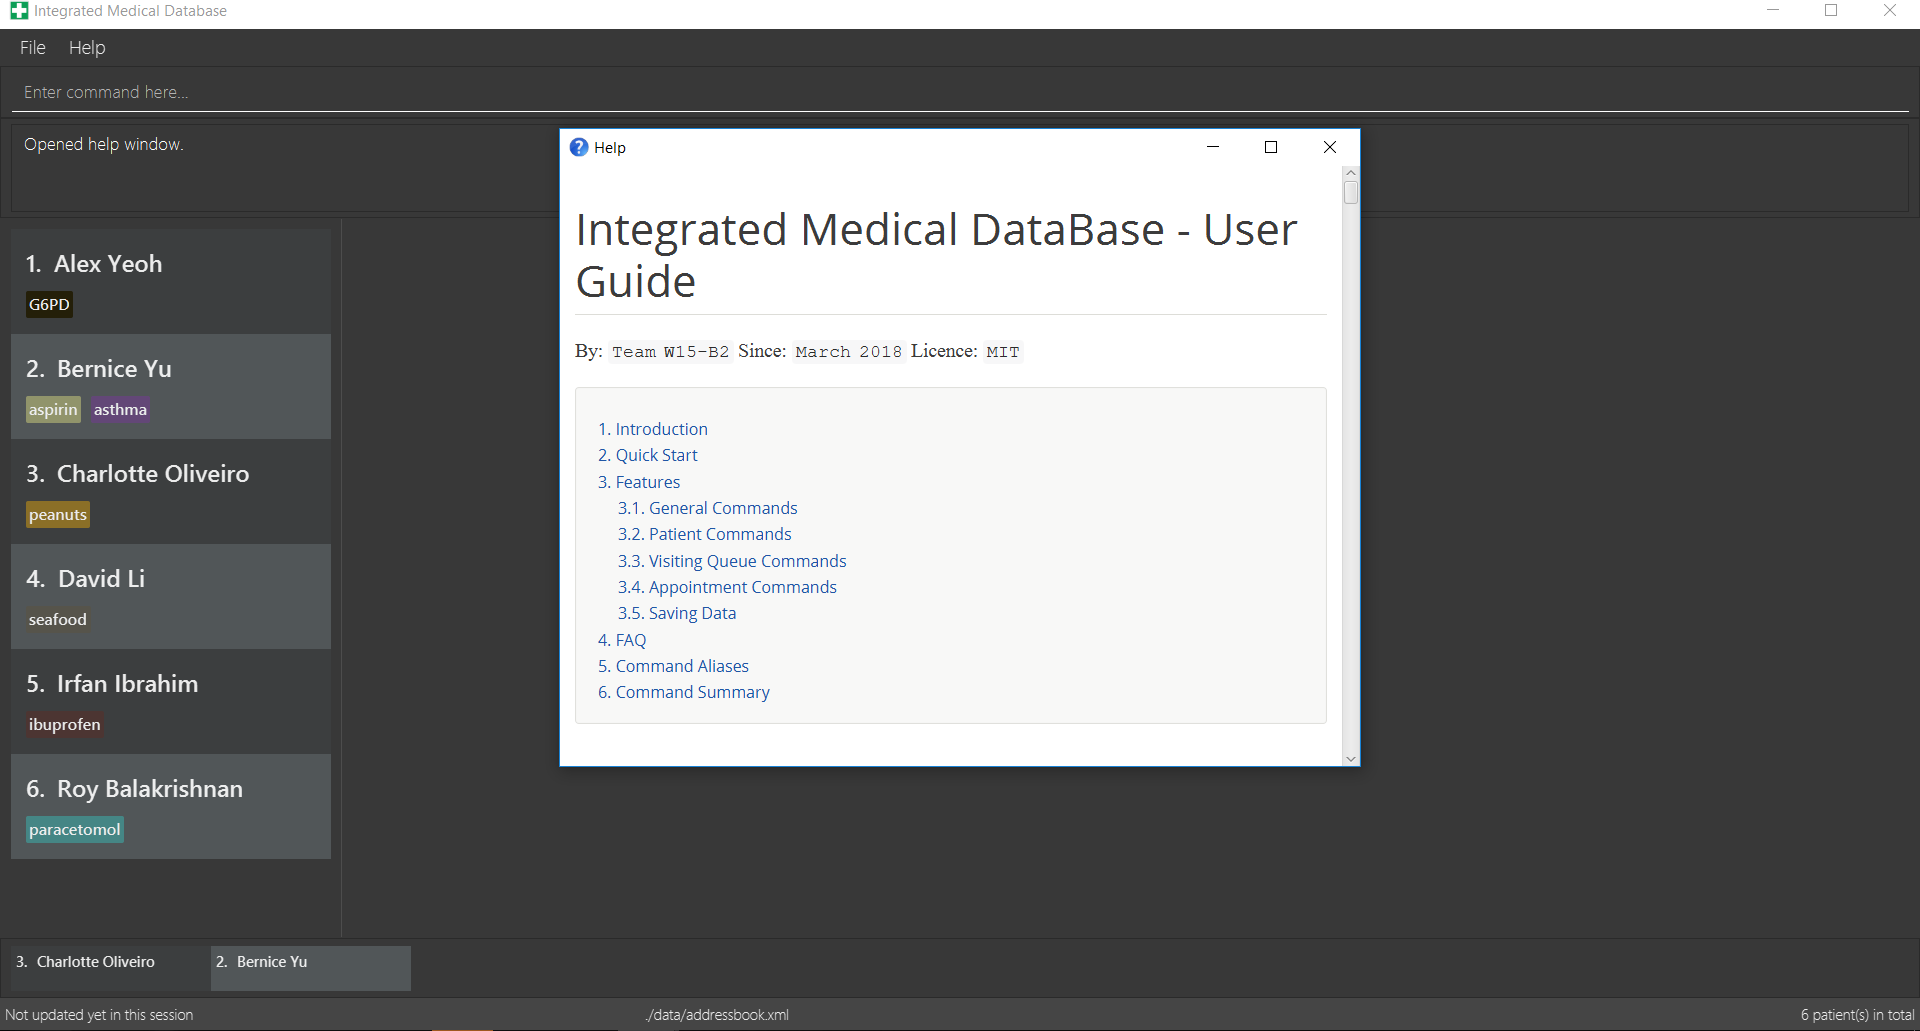 Integrated Medical Database
File Help
Enter command here...
Opened help window.
Help
Integrated Medical DataBase - User
Guide
By: Team W15-B2 Since: March 2018 Licence: MIT
1. Introduction
2. Quick Start
3. Features
3.1. General Commands
3.2. Patient Commands
3.3. Visiting Queue Commands
3.4. Appointment Commands
3.5. Saving Data
4. FAQ
5. Command Aliases
6. Command Summary
1. Alex Yeoh
G6PD
2. Bernice Yu
aspirin asthma
3. Charlotte Oliveiro
peanuts
4. David Li
seafood
5. Irfan Ibrahim
ibuprofen
6. Roy Balakrishnan
paracetomol
3. Charlotte Oliveiro 2. Bernice Yu
Not updated yet in this session ./data/addressbook.xml 6 patient(s) in total